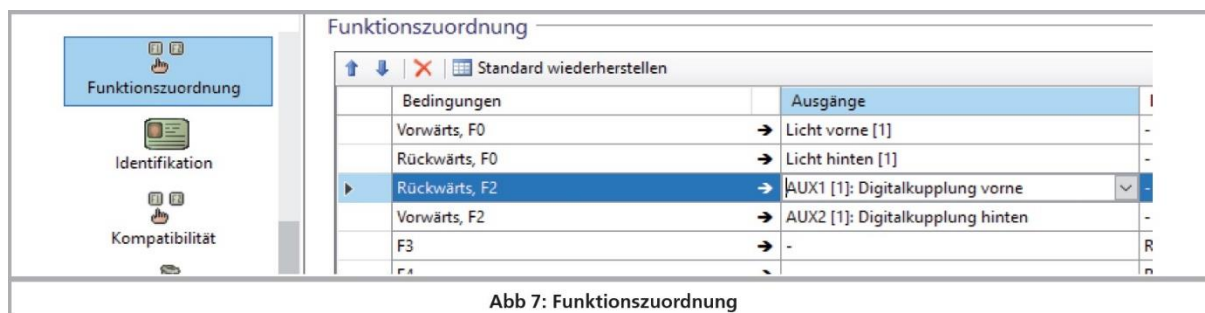 Funktionszuordnung
Identifikation
Kompatibilität
Funktionszuordnung
Standard wiederherstellen
Bedingungen Ausgänge
Vorwärts, F0 → Licht vorne [1] -
Rückwärts, F0 → Licht hinten [1] -
Rückwärts, F2 → AUX1 [1]: Digitalkupplung vorne -
Vorwärts, F2 → AUX2 [1]: Digitalkupplung hinten -
F3 → - R
F4
Abb 7: Funktionszuordnung